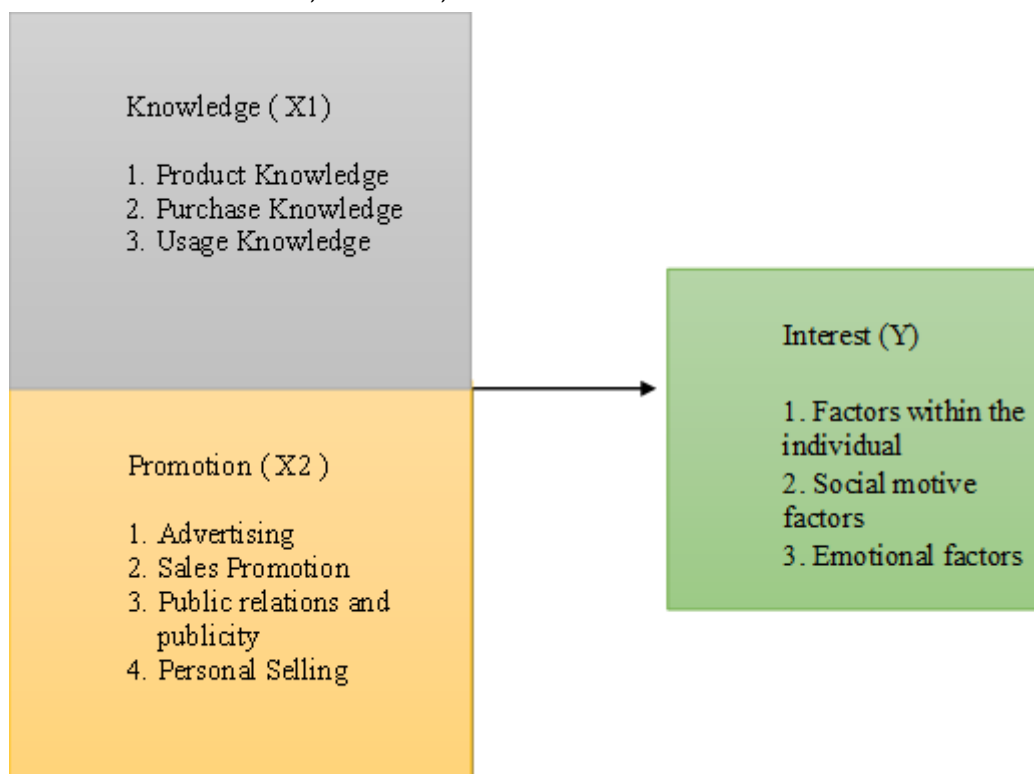 Knowledge ( X1)
1. Product Knowledge
2. Purchase Knowledge
3. Usage Knowledge
Promotion ( X2 )
1. Advertising
2. Sales Promotion
3. Public relations and
publicity
4. Personal Selling
Interest (Y)
1. Factors within the
individual
2. Social motive
factors
3. Emotional factors